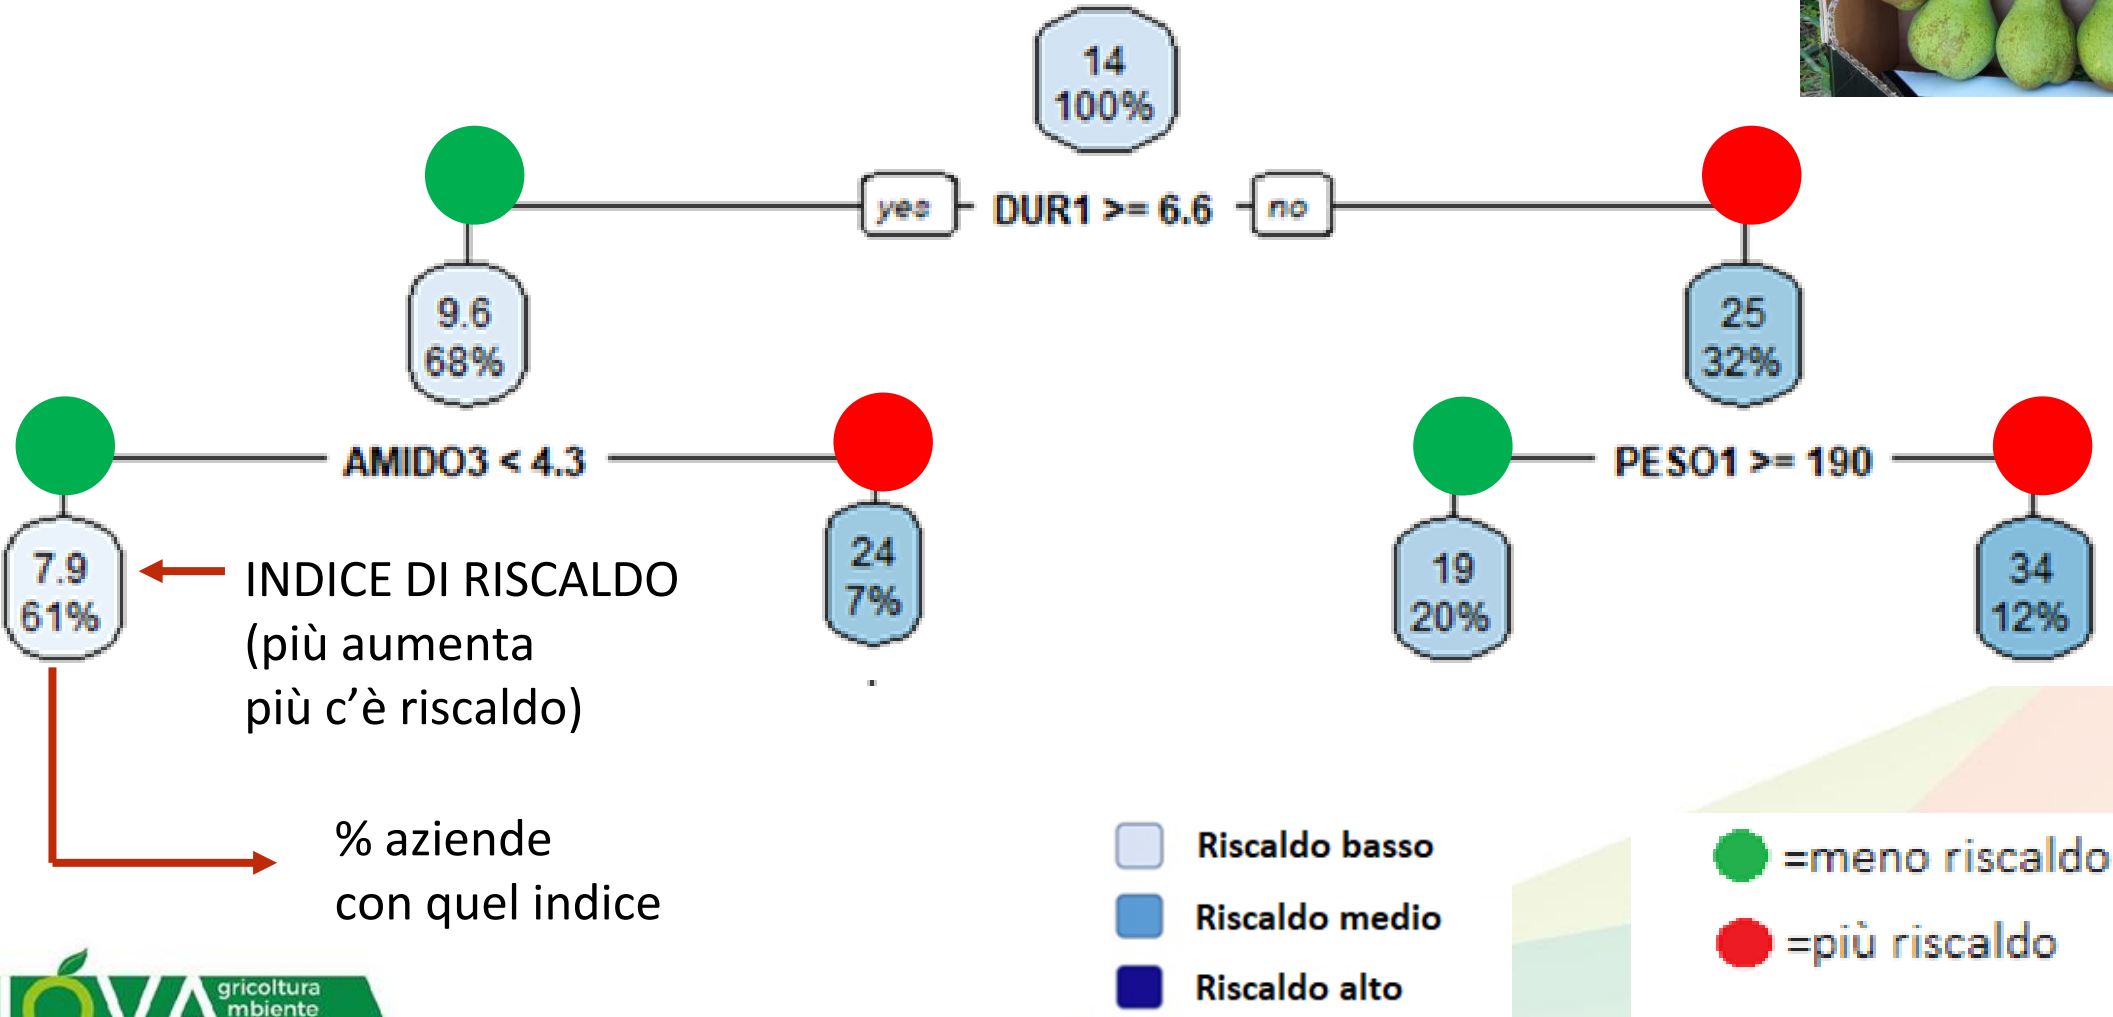 14
100%
yes
DUR1 >= 6.6
no
9.6
68%
25
32%
AMIDO3 < 4.3
PESO1 >= 190
7.9
61%
24
7%
19
20%
34
12%
INDICE DI RISCALDO
(più aumenta
più c'è riscaldo)
% aziende
con quel indice
Riscaldo basso
Riscaldo medio
Riscaldo alto
=meno riscaldo
=più riscaldo
gricoltura
mbiente